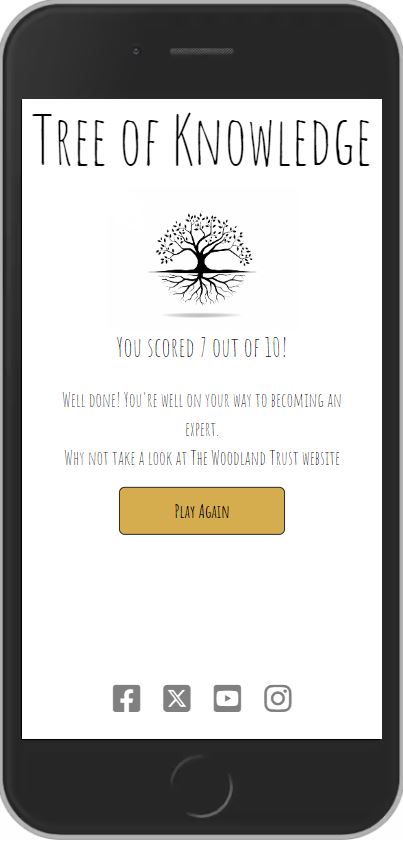 Tree of Knowledge
You scored 7 out of 10!
Well done! You're well on your way to becoming an
expert.
Why not take a look at The Woodland Trust website
Play Again